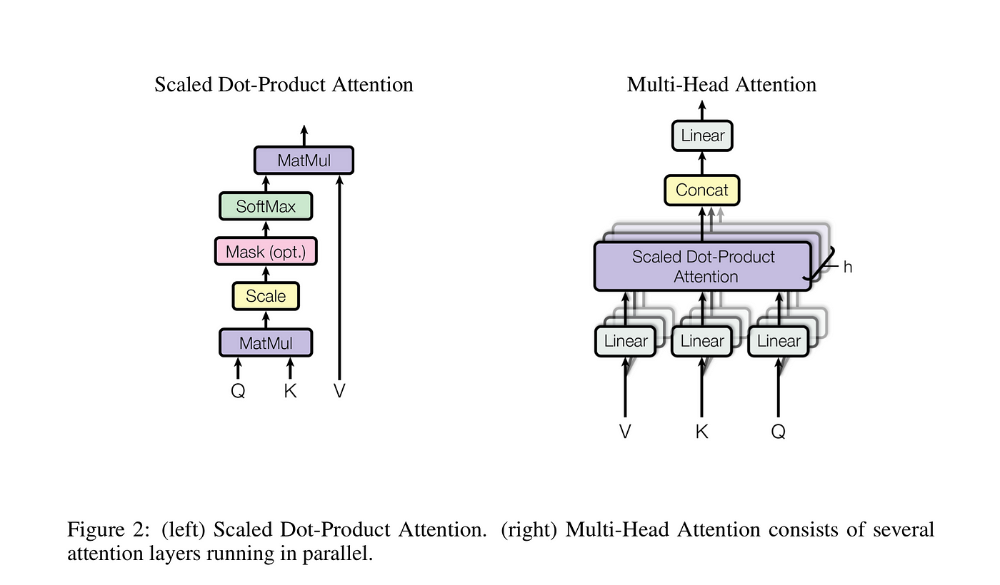 Scaled Dot-Product Attention
MatMul
SoftMax
Mask (opt.)
Scale
MatMul
Q K V
Multi-Head Attention
Linear
Concat
Scaled Dot-Product
Attention
h
Linear Linear Linear
V K Q
Figure 2: (left) Scaled Dot-Product Attention. (right) Multi-Head Attention consists of several
attention layers running in parallel.